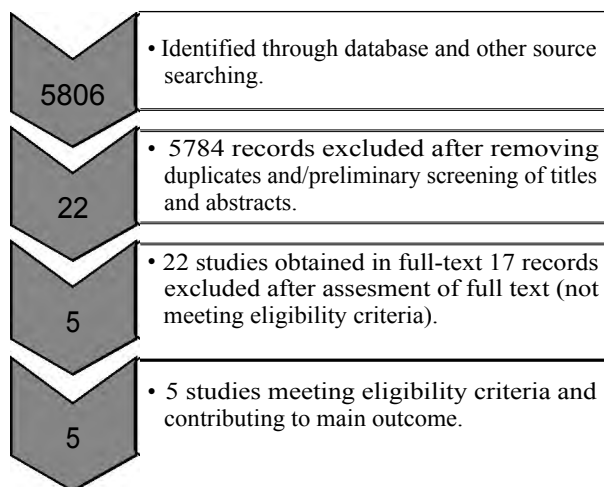 5806
• Identified through database and other source
searching.
22
• 5784 records excluded after removing
duplicates and/preliminary screening of titles
and abstracts.
5
• 22 studies obtained in full-text 17 records
excluded after assesment of full text (not
meeting eligibility criteria).
5
• 5 studies meeting eligibility criteria and
contributing to main outcome.